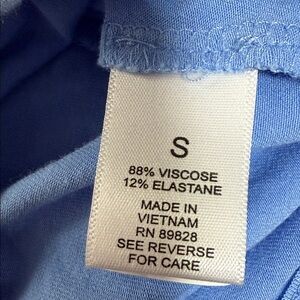 S
88% VISCOSE
12% ELASTANE
MADE IN
VIETNAM
RN 89828
SEE REVERSE
FOR CARE